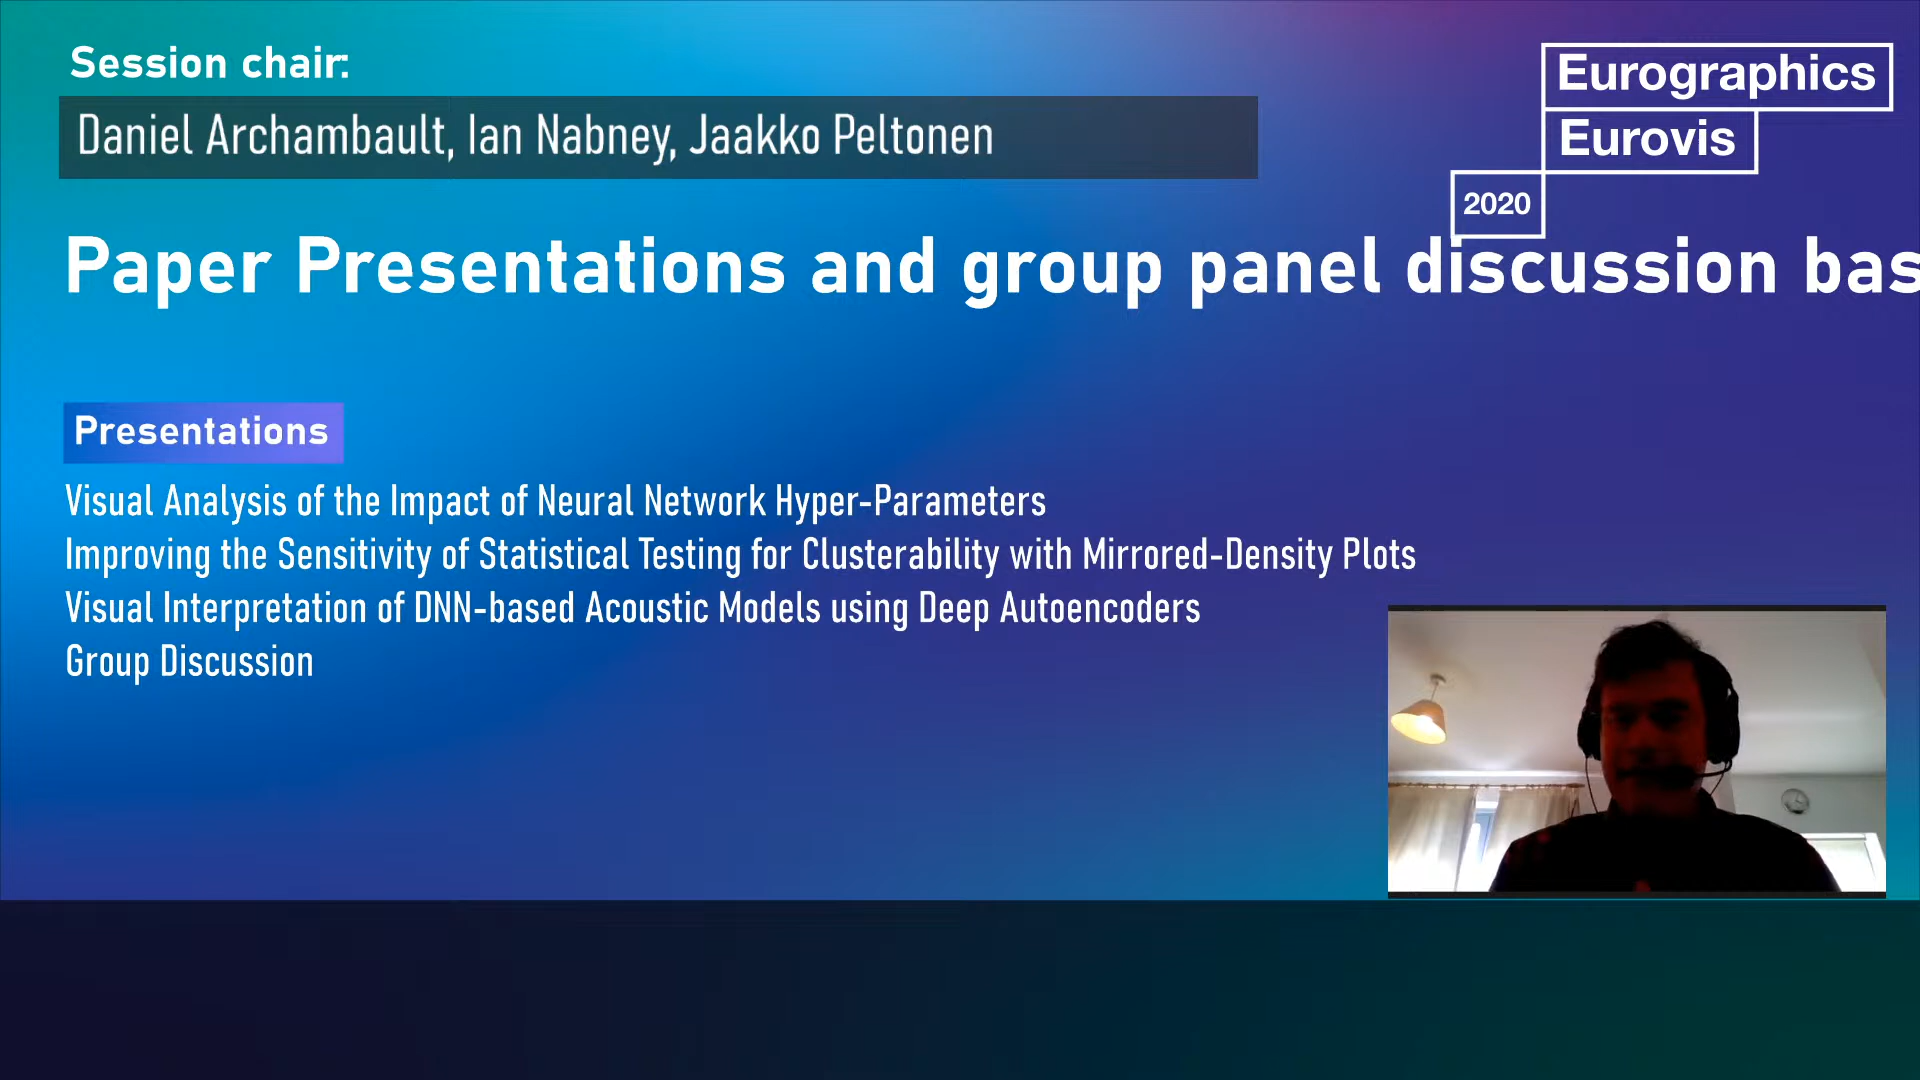 Session chair:
Daniel Archambault, Ian Nabney, Jaakko Peltonen
Eurographics
Eurovis
2020
Paper Presentations and group panel discussion bas
Presentations
Visual Analysis of the Impact of Neural Network Hyper-Parameters
Improving the Sensitivity of Statistical Testing for Clusterability with Mirrored-Density Plots
Visual Interpretation of DNN-based Acoustic Models using Deep Autoencoders
Group Discussion